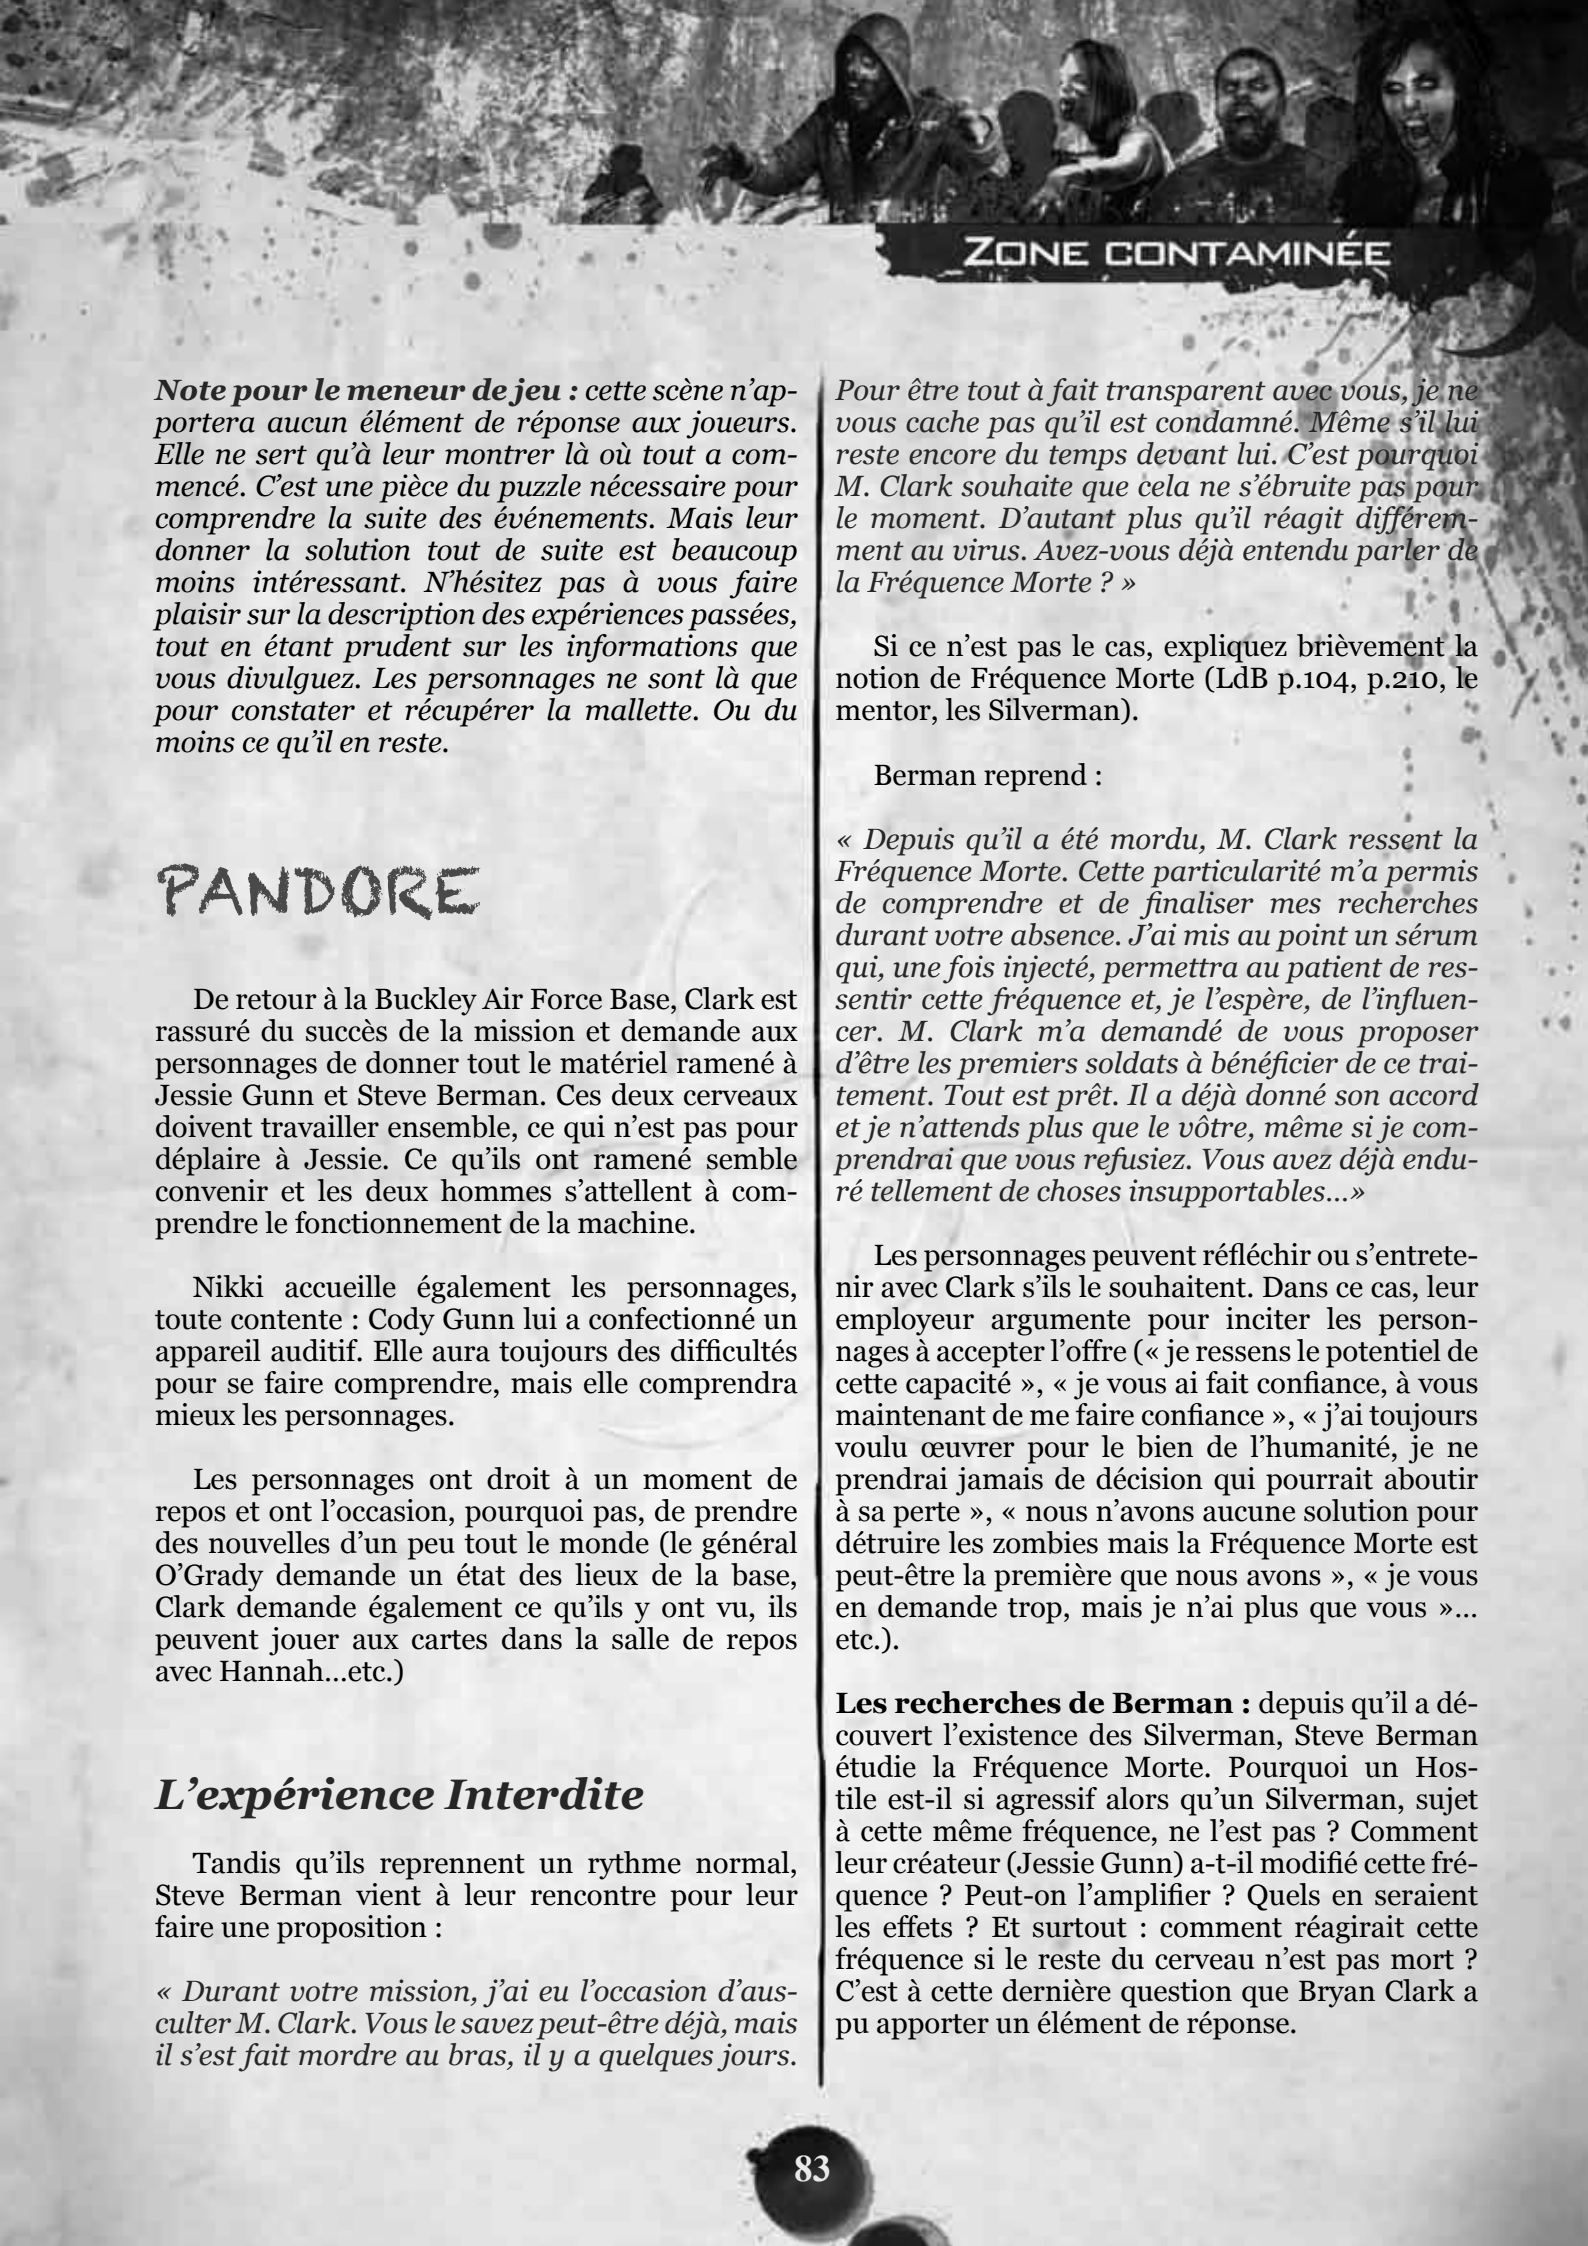 ZONE CONTAMINÉE
Note pour le meneur de jeu : cette scène n'ap-
portera aucun élément de réponse aux joueurs.
Elle ne sert qu'à leur montrer là où tout a com-
mencé. C'est une pièce du puzzle nécessaire pour
comprendre la suite des événements. Mais leur
donner la solution tout de suite est beaucoup
moins intéressant. N'hésitez pas à vous faire
plaisir sur la description des expériences passées,
tout en étant prudent sur les informations que
vous divulguez. Les personnages ne sont là que
pour constater et récupérer la mallette. Ou du
moins ce qu'il en reste.
PANDORE
De retour à la Buckley Air Force Base, Clark est
rassuré du succès de la mission et demande aux
personnages de donner tout le matériel ramené à
Jessie Gunn et Steve Berman. Ces deux cerveaux
doivent travailler ensemble, ce qui n'est pas pour
déplaire à Jessie. Ce qu'ils ont ramené semble
convenir et les deux hommes s'attellent à com-
prendre le fonctionnement de la machine.
Nikki accueille également les personnages,
toute contente : Cody Gunn lui a confectionné un
appareil auditif. Elle aura toujours des difficultés
pour se faire comprendre, mais elle comprendra
mieux les personnages.
Les personnages ont droit à un moment de
repos et ont l'occasion, pourquoi pas, de prendre
des nouvelles d'un peu tout le monde (le général
O'Grady demande un état des lieux de la base,
Clark demande également ce qu'ils y ont vu, ils
peuvent jouer aux cartes dans la salle de repos
avec Hannah...etc.)
L'expérience Interdite
Tandis qu'ils reprennent un rythme normal,
Steve Berman vient à leur rencontre pour leur
faire une proposition :
« Durant votre mission, j'ai eu l'occasion d'aus-
culter M. Clark. Vous le savez peut-être déjà, mais
il s'est fait mordre au bras, il y a quelques jours.
Pour être tout à fait transparent avec vous, je ne
vous cache pas qu'il est condamné. Même s'il lui
reste encore du temps devant lui. C'est pourquoi
M. Clark souhaite que cela ne s'ébruite pas pour
le moment. D'autant plus qu'il réagit différem-
ment au virus. Avez-vous déjà entendu parler de
la Fréquence Morte ? »
Si ce n'est pas le cas, expliquez brièvement la
notion de Fréquence Morte (LdB p.104, p.210, le
mentor, les Silverman).
Berman reprend :
« Depuis qu'il a été mordu, M. Clark ressent la
Fréquence Morte. Cette particularité m'a permis
de comprendre et de finaliser mes recherches
durant votre absence. J'ai mis au point un sérum
qui, une fois injecté, permettra au patient de res-
sentir cette fréquence et, je l'espère, de l'influen-
cer. M. Clark m'a demandé de vous proposer
d'être les premiers soldats à bénéficier de ce trai-
tement. Tout est prêt. Il a déjà donné son accord
et je n'attends plus que le vôtre, même si je com-
prendrai que vous refusiez. Vous avez déjà endu-
ré tellement de choses insupportables...»
Les personnages peuvent réfléchir ou s'entrete-
nir avec Clark s'ils le souhaitent. Dans ce cas, leur
employeur argumente pour inciter les person-
nages à accepter l'offre (« je ressens le potentiel de
cette capacité », « je vous ai fait confiance, à vous
maintenant de me faire confiance », « j'ai toujours
voulu œuvrer pour le bien de l'humanité, je ne
prendrai jamais de décision qui pourrait aboutir
à sa perte », « nous n'avons aucune solution pour
détruire les zombies mais la Fréquence Morte est
peut-être la première que nous avons », « je vous
en demande trop, mais je n'ai plus que vous »...
etc.).
Les recherches de Berman : depuis qu'il a dé-
couvert l'existence des Silverman, Steve Berman
étudie la Fréquence Morte. Pourquoi un Hos-
tile est-il si agressif alors qu'un Silverman, sujet
à cette même fréquence, ne l'est pas ? Comment
leur créateur (Jessie Gunn) a-t-il modifié cette fré-
quence ? Peut-on l'amplifier ? Quels en seraient
les effets ? Et surtout : comment réagirait cette
fréquence si le reste du cerveau n'est pas mort ?
C'est à cette dernière question que Bryan Clark a
pu apporter un élément de réponse.
83